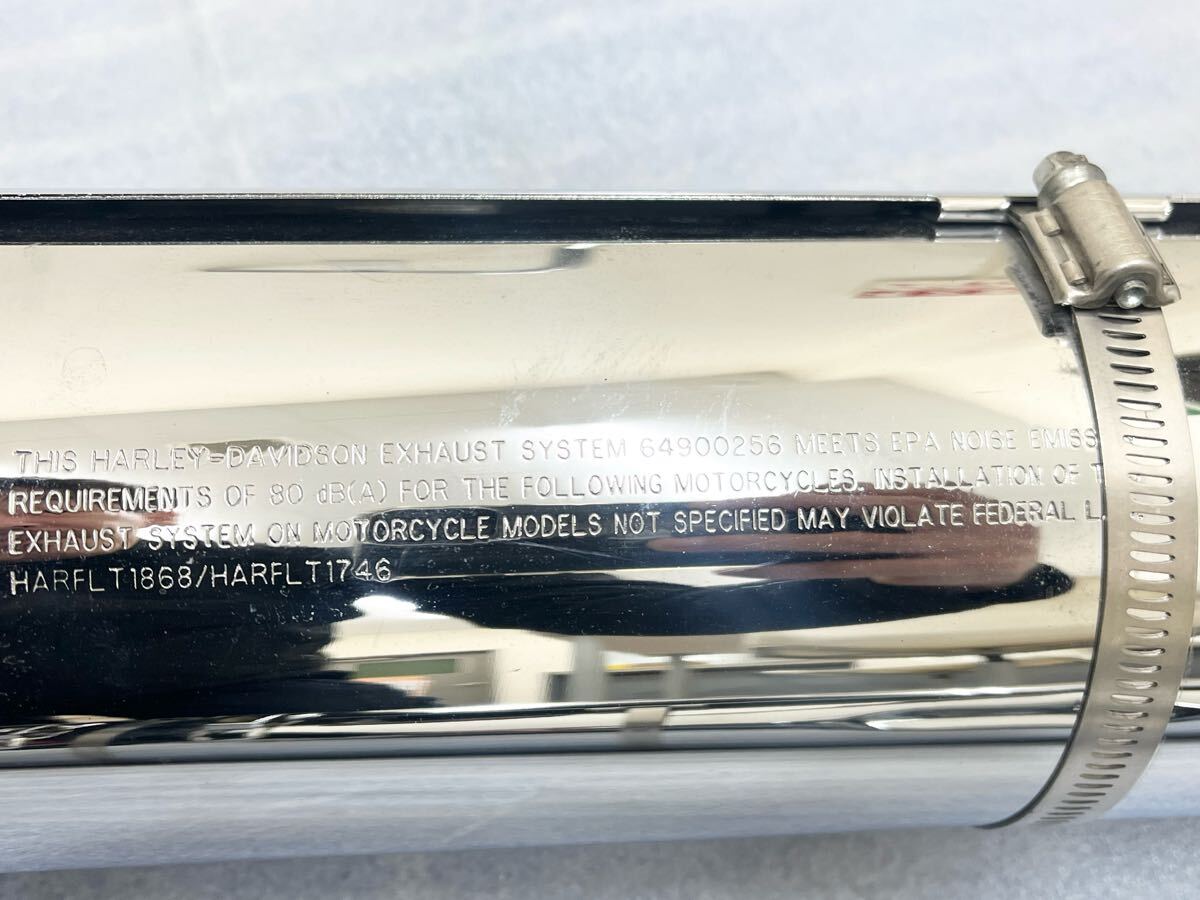 THIS HARLEY-DAVIDSON EXHAUST SYSTEM 64900256 MEETS EPA NOISE EMISS
REQUIREMENTS OF 80 dB(A) FOR THE FOLLOWING MOTORCYCLES. INSTALLATION OF T
EXHAUST SYSTEM ON MOTORCYCLE MODELS NOT SPECIFIED MAY VIOLATE FEDERAL L
HARFLT1868/HARFLT1746